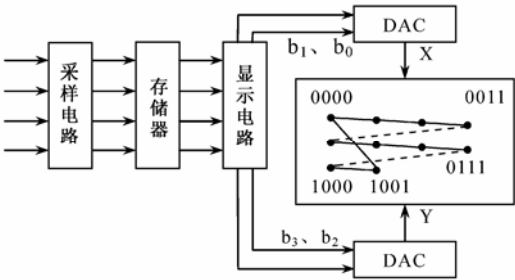 采样电路
存储器
显示电路
b₁、b₀
DAC
X
0000
0011
0111
1000
1001
Y
b₃、b₂
DAC